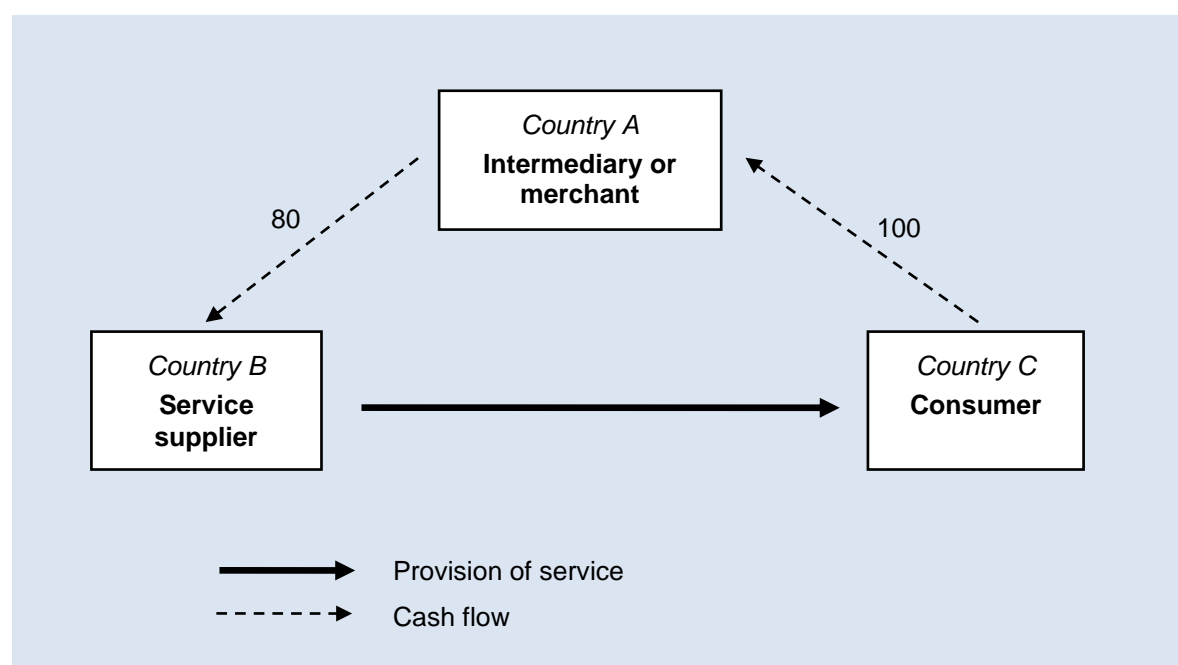 Country A
Intermediary or
merchant
80
100
Country B
Service
supplier
Country C
Consumer
Provision of service
Cash flow